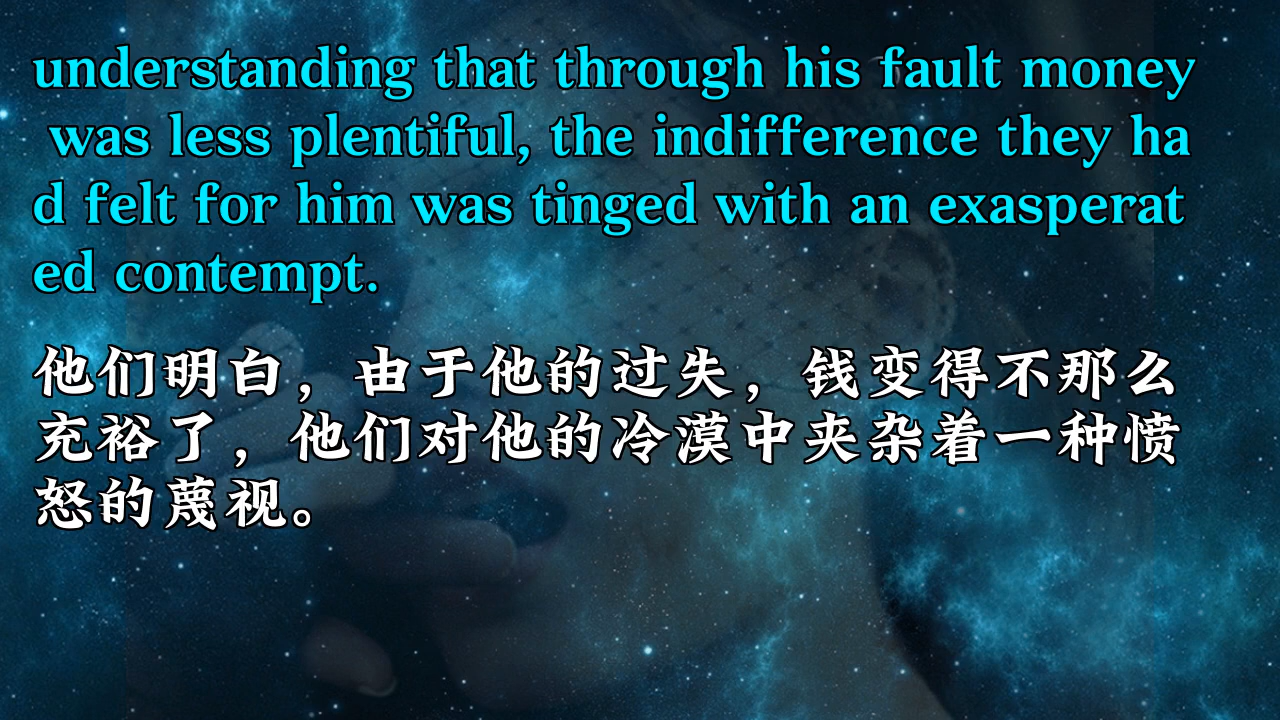 understanding that through his fault money
was less plentiful, the indifference they ha
d felt for him was tinged with an exasperat
ed contempt.
他们明白，由于他的过失，钱变得不那么
充裕了，他们对他的冷漠中夹杂着一种愤
怒的蔑视。